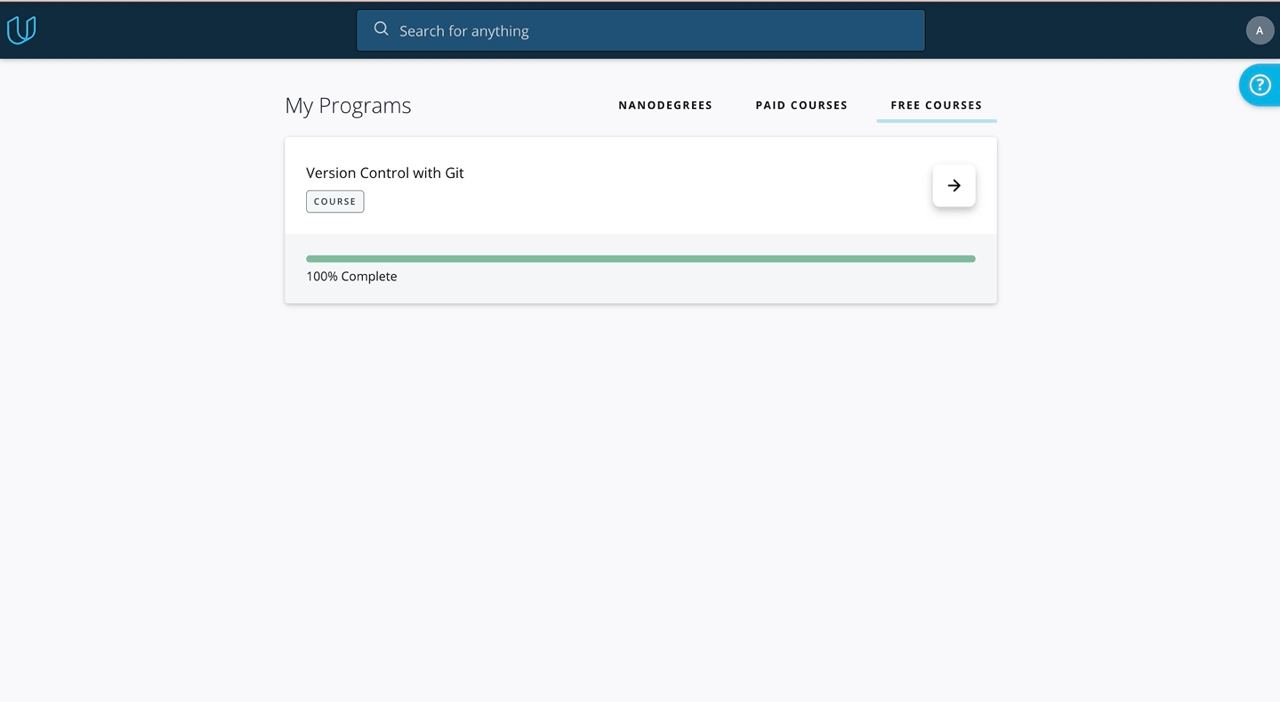 Search for anything
A
?
My Programs
NANODEGREES PAID COURSES FREE COURSES
Version Control with Git
COURSE
100% Complete